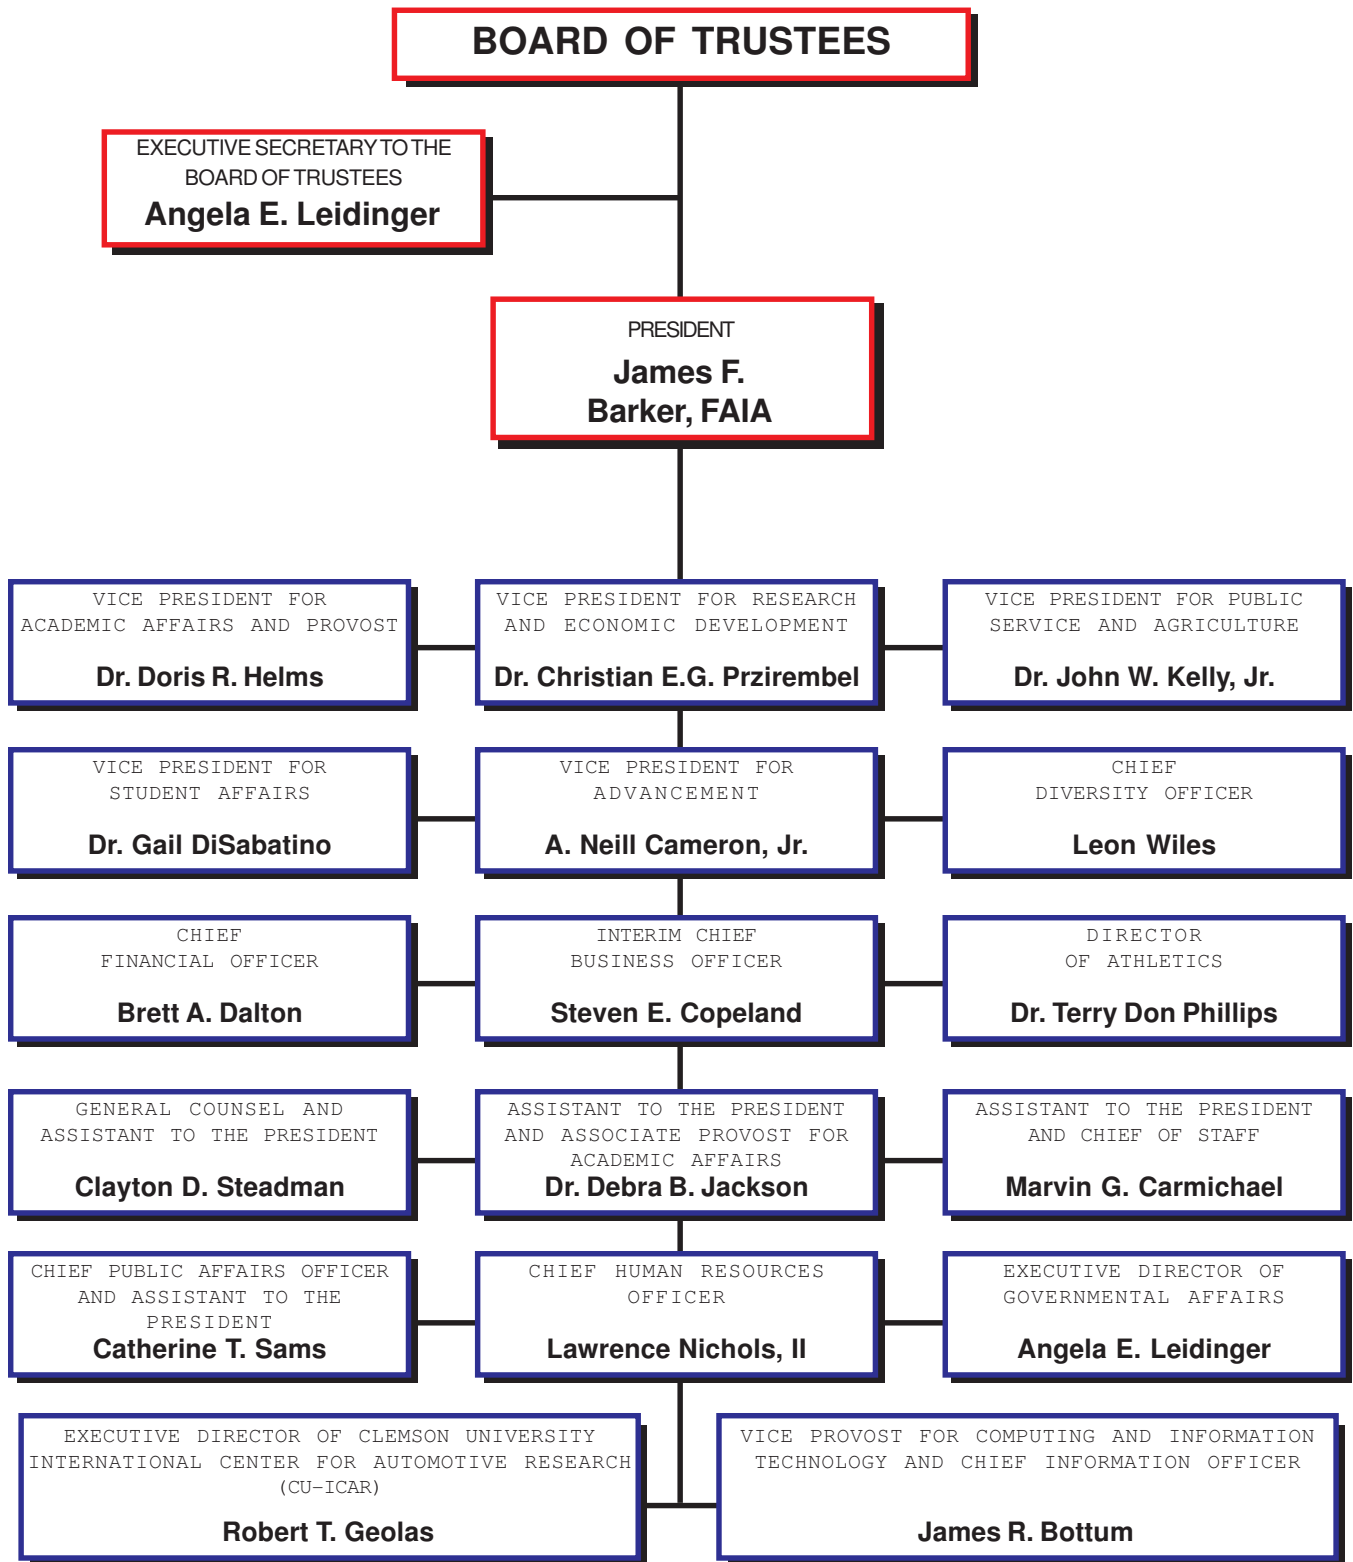 BOARD OF TRUSTEES
EXECUTIVE SECRETARY TO THE
BOARD OF TRUSTEES
Angela E. Leidinger
PRESIDENT
James F.
Barker, FAIA
VICE PRESIDENT FOR
ACADEMIC AFFAIRS AND PROVOST
Dr. Doris R. Helms
VICE PRESIDENT FOR RESEARCH
AND ECONOMIC DEVELOPMENT
Dr. Christian E.G. Przirembel
VICE PRESIDENT FOR PUBLIC
SERVICE AND AGRICULTURE
Dr. John W. Kelly, Jr.
VICE PRESIDENT FOR
STUDENT AFFAIRS
Dr. Gail DiSabatino
VICE PRESIDENT FOR
ADVANCEMENT
A. Neill Cameron, Jr.
CHIEF
DIVERSITY OFFICER
Leon Wiles
CHIEF
FINANCIAL OFFICER
Brett A. Dalton
INTERIM CHIEF
BUSINESS OFFICER
Steven E. Copeland
DIRECTOR
OF ATHLETICS
Dr. Terry Don Phillips
GENERAL COUNSEL AND
ASSISTANT TO THE PRESIDENT
Clayton D. Steadman
ASSISTANT TO THE PRESIDENT
AND ASSOCIATE PROVOST FOR
ACADEMIC AFFAIRS
Dr. Debra B. Jackson
ASSISTANT TO THE PRESIDENT
AND CHIEF OF STAFF
Marvin G. Carmichael
CHIEF PUBLIC AFFAIRS OFFICER
AND ASSISTANT TO THE
PRESIDENT
Catherine T. Sams
CHIEF HUMAN RESOURCES
OFFICER
Lawrence Nichols, II
EXECUTIVE DIRECTOR OF
GOVERNMENTAL AFFAIRS
Angela E. Leidinger
EXECUTIVE DIRECTOR OF CLEMSON UNIVERSITY
INTERNATIONAL CENTER FOR AUTOMOTIVE RESEARCH
(CU-ICAR)
Robert T. Geolas
VICE PROVOST FOR COMPUTING AND INFORMATION
TECHNOLOGY AND CHIEF INFORMATION OFFICER
James R. Bottum